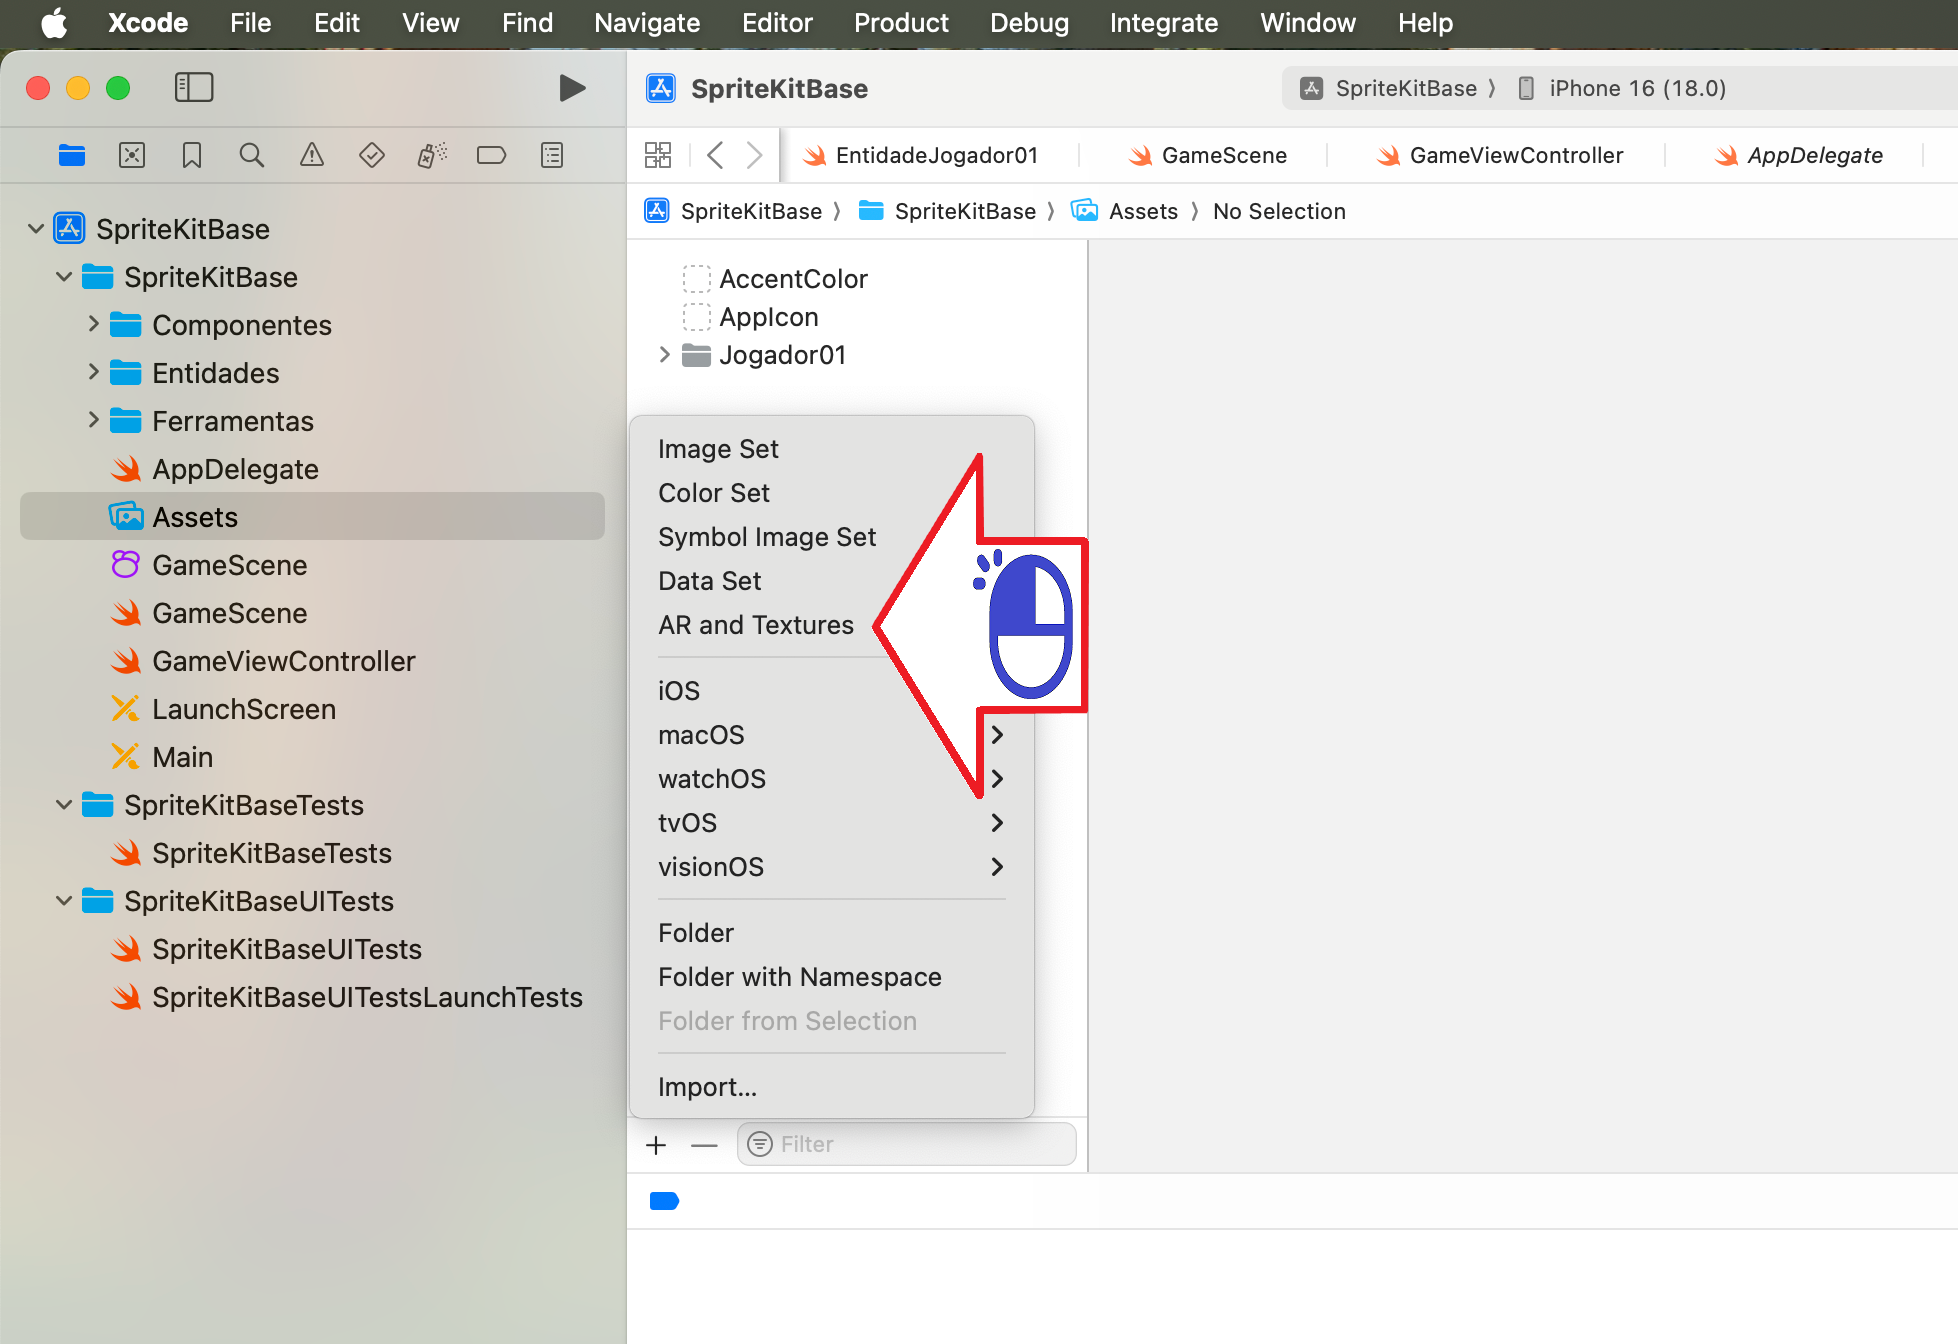 Xcode File Edit View Find Navigate Editor Product Debug Integrate Window Help
SpriteKitBase
SpriteKitBase 〉 iPhone 16 (18.0)
EntidadeJogador01
GameScene
GameViewController
AppDelegate
SpriteKitBase 〉 SpriteKitBase 〉 Assets 〉 No Selection
SpriteKitBase
SpriteKitBase
Componentes
Entidades
Ferramentas
AppDelegate
Assets
GameScene
GameScene
GameViewController
LaunchScreen
Main
SpriteKitBaseTests
SpriteKitBaseTests
SpriteKitBaseUITests
SpriteKitBaseUITests
SpriteKitBaseUITestsLaunchTests
AccentColor
AppIcon
Jogador01
Image Set
Color Set
Symbol Image Set
Data Set
AR and Textures
iOS
macOS
watchOS
tvOS
visionOS
Folder
Folder with Namespace
Folder from Selection
Import...
Filter